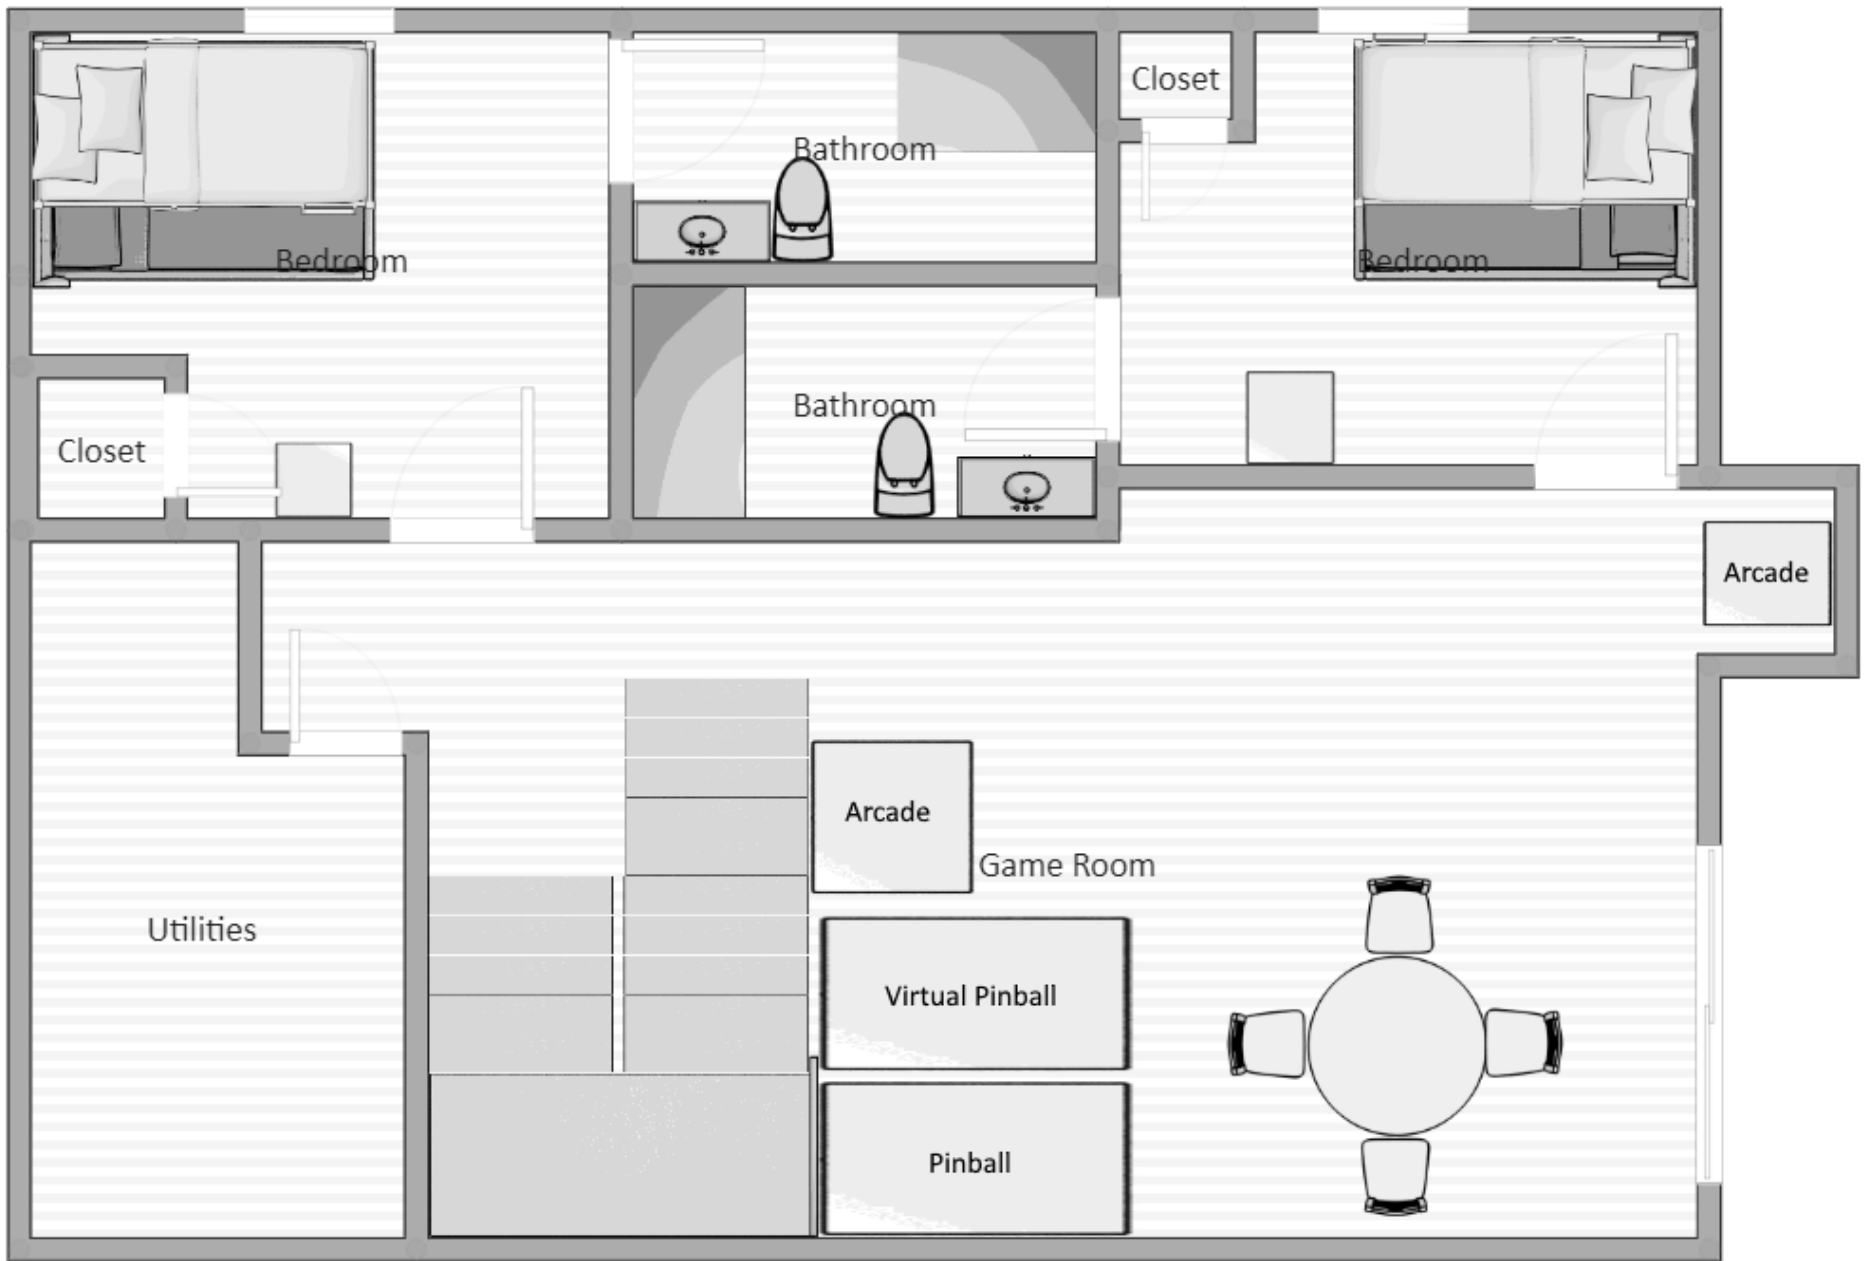 Closet
Bathroom
Bedroom
Bedroom
Bathroom
Closet
Arcade
Arcade
Game Room
Utilities
Virtual Pinball
Pinball